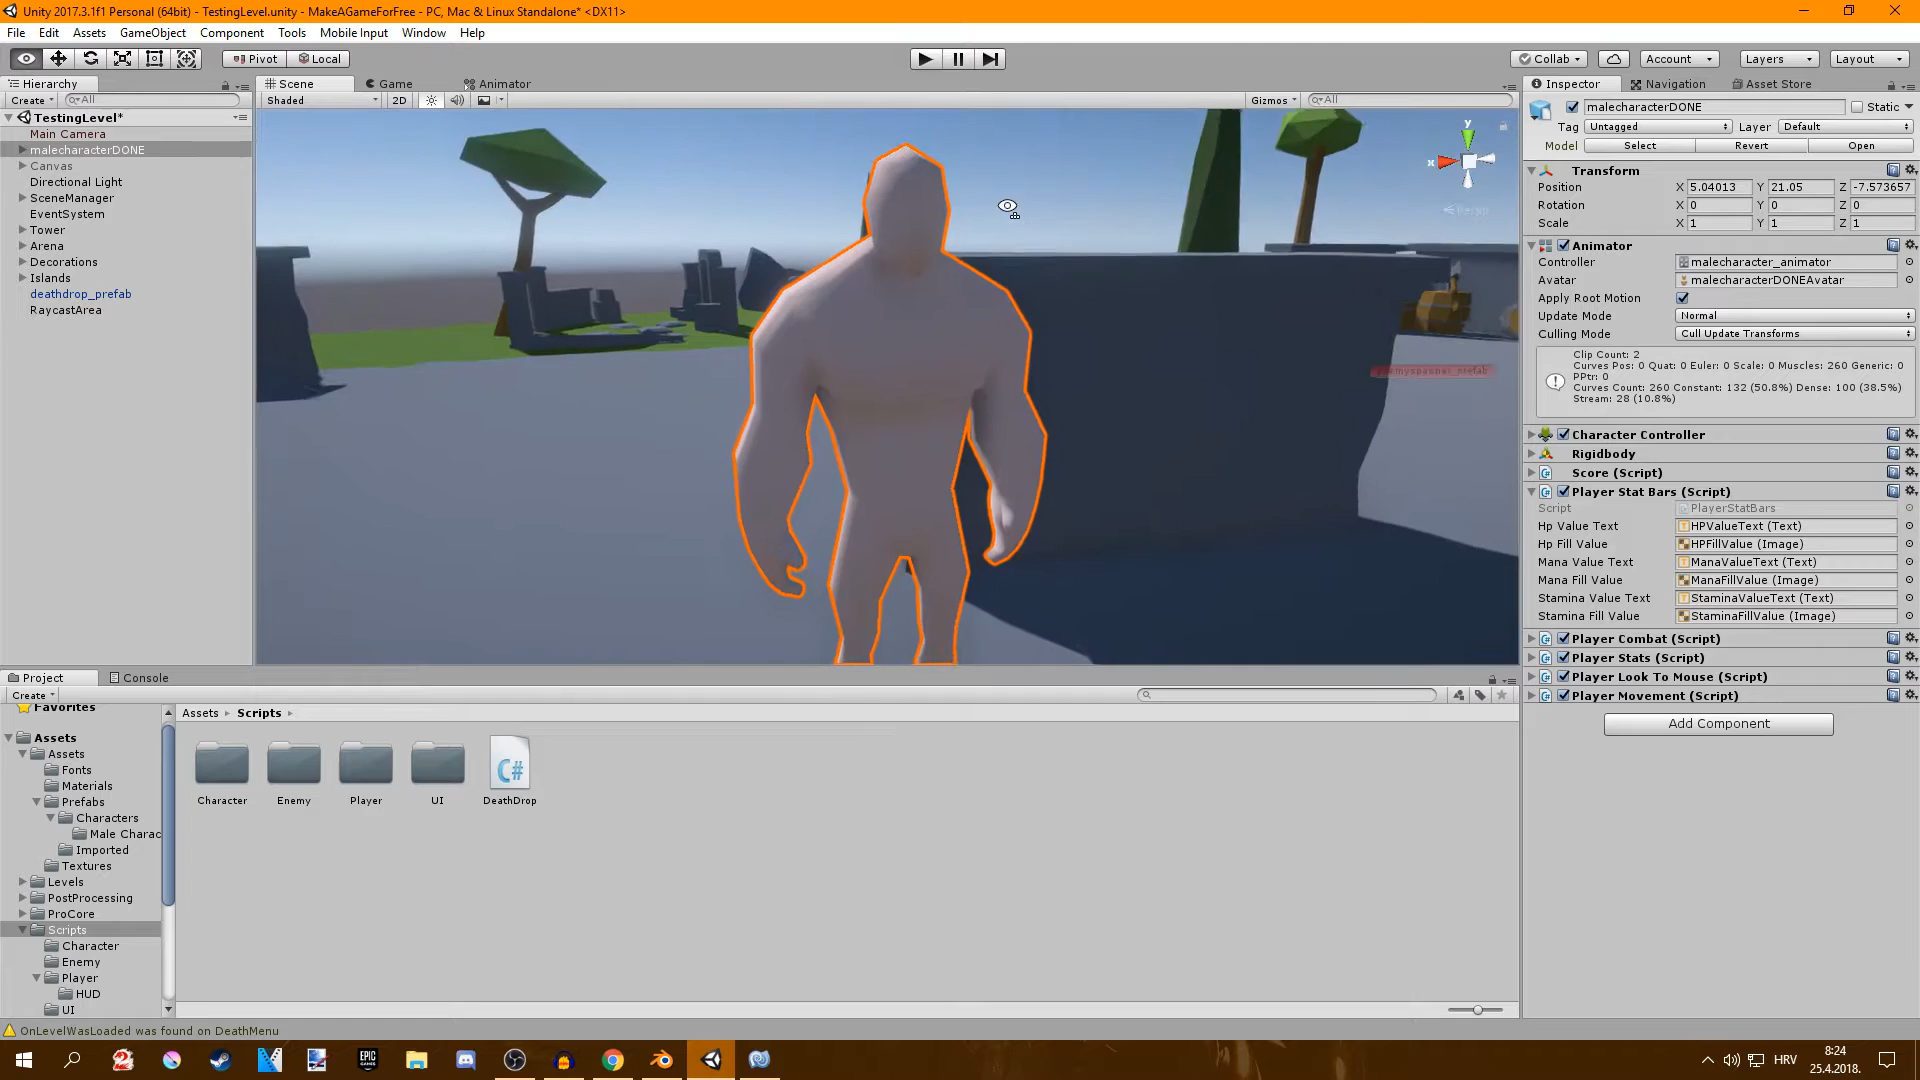 Unity 2017.3.1f1 Personal (64bit) - TestingLevel.unity - MakeAGameForFree - PC, Mac & Linux Standalone* <DX11>
File Edit Assets GameObject Component Tools Mobile Input Window Help
Pivot Local Collab Account Layers Layout
Hierarchy
Create All
TestingLevel*
Main Camera
malecharacterDONE
Canvas
Directional Light
SceneManager
EventSystem
Tower
Arena
Decorations
Islands
deathdrop_prefab
RaycastArea
Scene Game Animator
Shaded 2D Gizmos All
y
x
Persp
enemyspawner_prefab
Inspector Navigation Asset Store
malecharacterDONE Static
Tag Untagged Layer Default
Model Select Revert Open
Transform
Position X 5.04013 Y 21.05 Z -7.573657
Rotation X 0 Y 0 Z 0
Scale X 1 Y 1 Z 1
Animator
Controller malecharacter_animator
Avatar malecharacterDONEAvatar
Apply Root Motion
Update Mode Normal
Culling Mode Cull Update Transforms
Clip Count: 2
Curves Pos: 0 Quat: 0 Euler: 0 Scale: 0 Muscles: 260 Generic: 0
PPtr: 0
Curves Count: 260 Constant: 132 (50.8%) Dense: 100 (38.5%)
Stream: 28 (10.8%)
Character Controller
Rigidbody
Score (Script)
Player Stat Bars (Script)
Script PlayerStatBars
Hp Value Text HPValueText (Text)
Hp Fill Value HPFillValue (Image)
Mana Value Text ManaValueText (Text)
Mana Fill Value ManaFillValue (Image)
Stamina Value Text StaminaValueText (Text)
Stamina Fill Value StaminaFillValue (Image)
Player Combat (Script)
Player Stats (Script)
Player Look To Mouse (Script)
Player Movement (Script)
Add Component
Project Console
Create
Favorites
Assets
Assets
Fonts
Materials
Prefabs
Characters
Male Charac
Imported
Textures
Levels
PostProcessing
ProCore
Scripts
Character
Enemy
Player
HUD
UI
Assets Scripts
C#
Character Enemy Player UI DeathDrop
OnLevelWasLoaded was found on DeathMenu
EPIC
GAMES
HRV
8:24
25.4.2018.